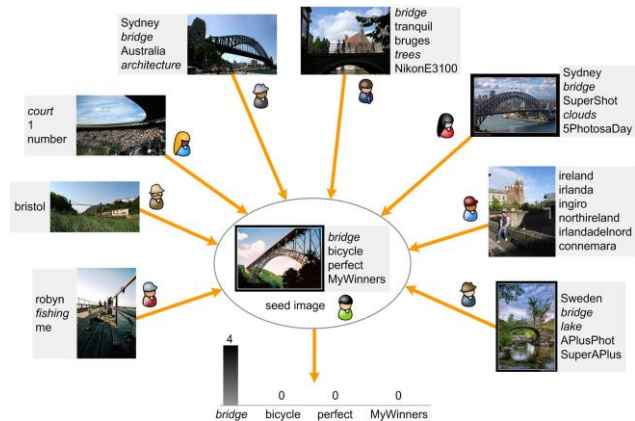 Sydney
bridge
Australia
architecture
bridge
tranquil
bruges
trees
NikonE3100
Sydney
bridge
SuperShot
clouds
5PhotosaDay
court
1
number
bristol
ireland
irlanda
ingiro
northireland
irlandadelnord
connemara
bridge
bicycle
perfect
MyWinners
seed image
robyn
fishing
me
Sweden
bridge
lake
APlusPhot
SuperAPlus
4
0 0 0
bridge bicycle perfect MyWinners